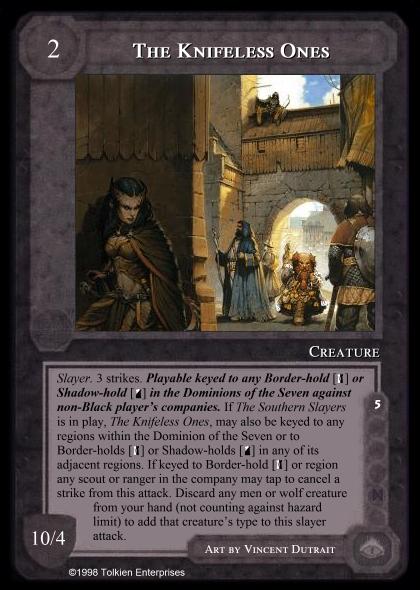 2
THE KNIFELESS ONES
CREATURE
Slayer. 3 strikes. Playable keyed to any Border-hold [] or
Shadow-hold [] in the Dominions of the Seven against
non-Black player's companies. If The Southern Slayers
is in play, The Knifeless Ones, may also be keyed to any
regions within the Dominion of the Seven or to
Border-holds [] or Shadow-holds [] in any of its
adjacent regions. If keyed to Border-hold [] or region
any scout or ranger in the company may tap to cancel a
strike from this attack. Discard any men or wolf creature
from your hand (not counting against hazard
limit) to add that creature's type to this slayer
attack.
5
10/4
ART BY VINCENT DUTRAIT
©1998 Tolkien Enterprises